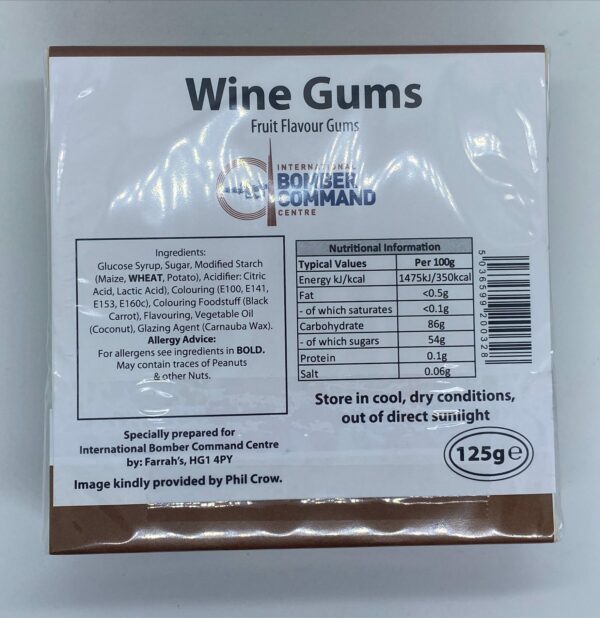 Wine Gums
Fruit Flavour Gums
INTERNATIONAL
BOMBER
COMMAND
CENTRE
Ingredients:
Glucose Syrup, Sugar, Modified Starch
(Maize, WHEAT, Potato), Acidifier: Citric
Acid, Lactic Acid), Colouring (E100, E141,
E153, E160c), Colouring Foodstuff (Black
Carrot), Flavouring, Vegetable Oil
(Coconut), Glazing Agent (Carnauba Wax).
Allergy Advice:
For allergens see ingredients in BOLD.
May contain traces of Peanuts
& other Nuts.
Nutritional Information
Typical Values Per 100g
Energy kJ/kcal 1475kJ/350kcal
Fat <0.5g
- of which saturates <0.1g
Carbohydrate 86g
- of which sugars 54g
Protein 0.1g
Salt 0.06g
5036599200328
Store in cool, dry conditions,
out of direct sunlight
Specially prepared for
International Bomber Command Centre
by: Farrah's, HG1 4PY
Image kindly provided by Phil Crow.
125g e